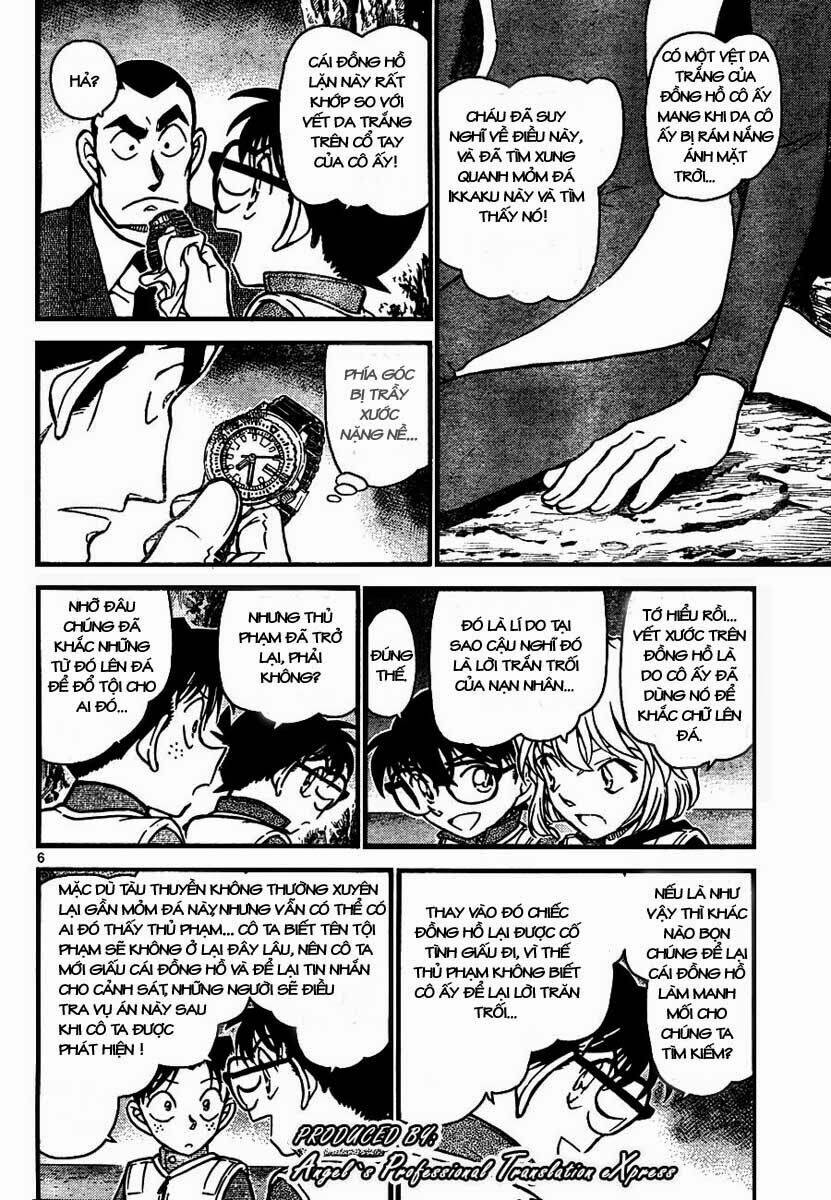 CÓ MỘT VỆT DA
TRẮNG CỦA
ĐỒNG HỒ CÔ ẤY
MANG KHI DA CÔ
ẤY BỊ RÁM NẮNG
ÁNH MẶT
TRỜI...
CHÁU ĐÃ SUY
NGHĨ VỀ ĐIỀU NÀY,
VÀ ĐÃ TÌM XUNG
QUANH MỎM ĐÁ
IKKAKU NÀY VÀ TÌM
THẤY NÓ!
CÁI ĐỒNG HỒ
LẶN NÀY RẤT
KHỚP SO VỚI
VẾT DA TRẮNG
TRÊN CỔ TAY
CỦA CÔ ẤY!
HẢ?
PHÍA GÓC
BỊ TRẦY
XƯỚC
NẶNG NỀ...
TỚ HIỂU RỒI...
VẾT XƯỚC TRÊN
ĐỒNG HỒ LÀ
DO CÔ ẤY ĐÃ
DÙNG NÓ ĐỂ
KHẮC CHỮ LÊN
ĐÁ.
ĐÓ LÀ LÍ DO TẠI
SAO CẬU NGHĨ ĐÓ
LÀ LỜI TRĂN TRỐI
CỦA NẠN NHÂN...
ĐÚNG
THẾ.
NHƯNG THỦ
PHẠM ĐÃ TRỞ
LẠI, PHẢI
KHÔNG?
NHỠ ĐÂU
CHÚNG ĐÃ
KHẮC NHỮNG
TỪ ĐÓ LÊN ĐÁ
ĐỂ ĐỔ TỘI CHO
AI ĐÓ...
6
NẾU LÀ NHƯ
VẬY THÌ KHÁC
NÀO BỌN
CHÚNG ĐỂ LẠI
CÁI ĐỒNG HỒ
LÀM MANH
MỐI CHO
CHÚNG TA
TÌM KIẾM?
THAY VÀO ĐÓ CHIẾC
ĐỒNG HỒ LẠI ĐƯỢC CỐ
TÌNH GIẤU ĐI, VÌ THẾ
THỦ PHẠM KHÔNG BIẾT
CÔ ẤY ĐỂ LẠI LỜI TRĂN
TRỐI...
MẶC DÙ TÀU THUYỀN KHÔNG THƯỜNG XUYÊN
LẠI GẦN MỎM ĐÁ NÀY, NHƯNG VẪN CÓ THỂ CÓ
AI ĐÓ THẤY THỦ PHẠM... CÔ TA BIẾT TÊN TỘI
PHẠM SẼ KHÔNG Ở LẠI ĐÂY LÂU, NÊN CÔ TA
MỚI GIẤU CÁI ĐỒNG HỒ VÀ ĐỂ LẠI TIN NHẮN
CHO CẢNH SÁT, NHỮNG NGƯỜI SẼ ĐIỀU
TRA VỤ ÁN NÀY SAU
KHI CÔ TA ĐƯỢC
PHÁT HIỆN !
PRODUCED BY:
Angel`s Professional Translation eXpress